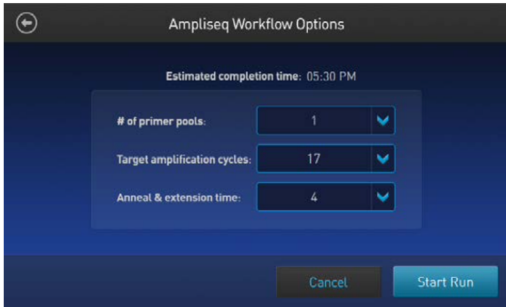 Ampliseq Workflow Options
Estimated completion time: 05:30 PM
# of primer pools: 1
Target amplification cycles: 17
Anneal & extension time: 4
Cancel Start Run